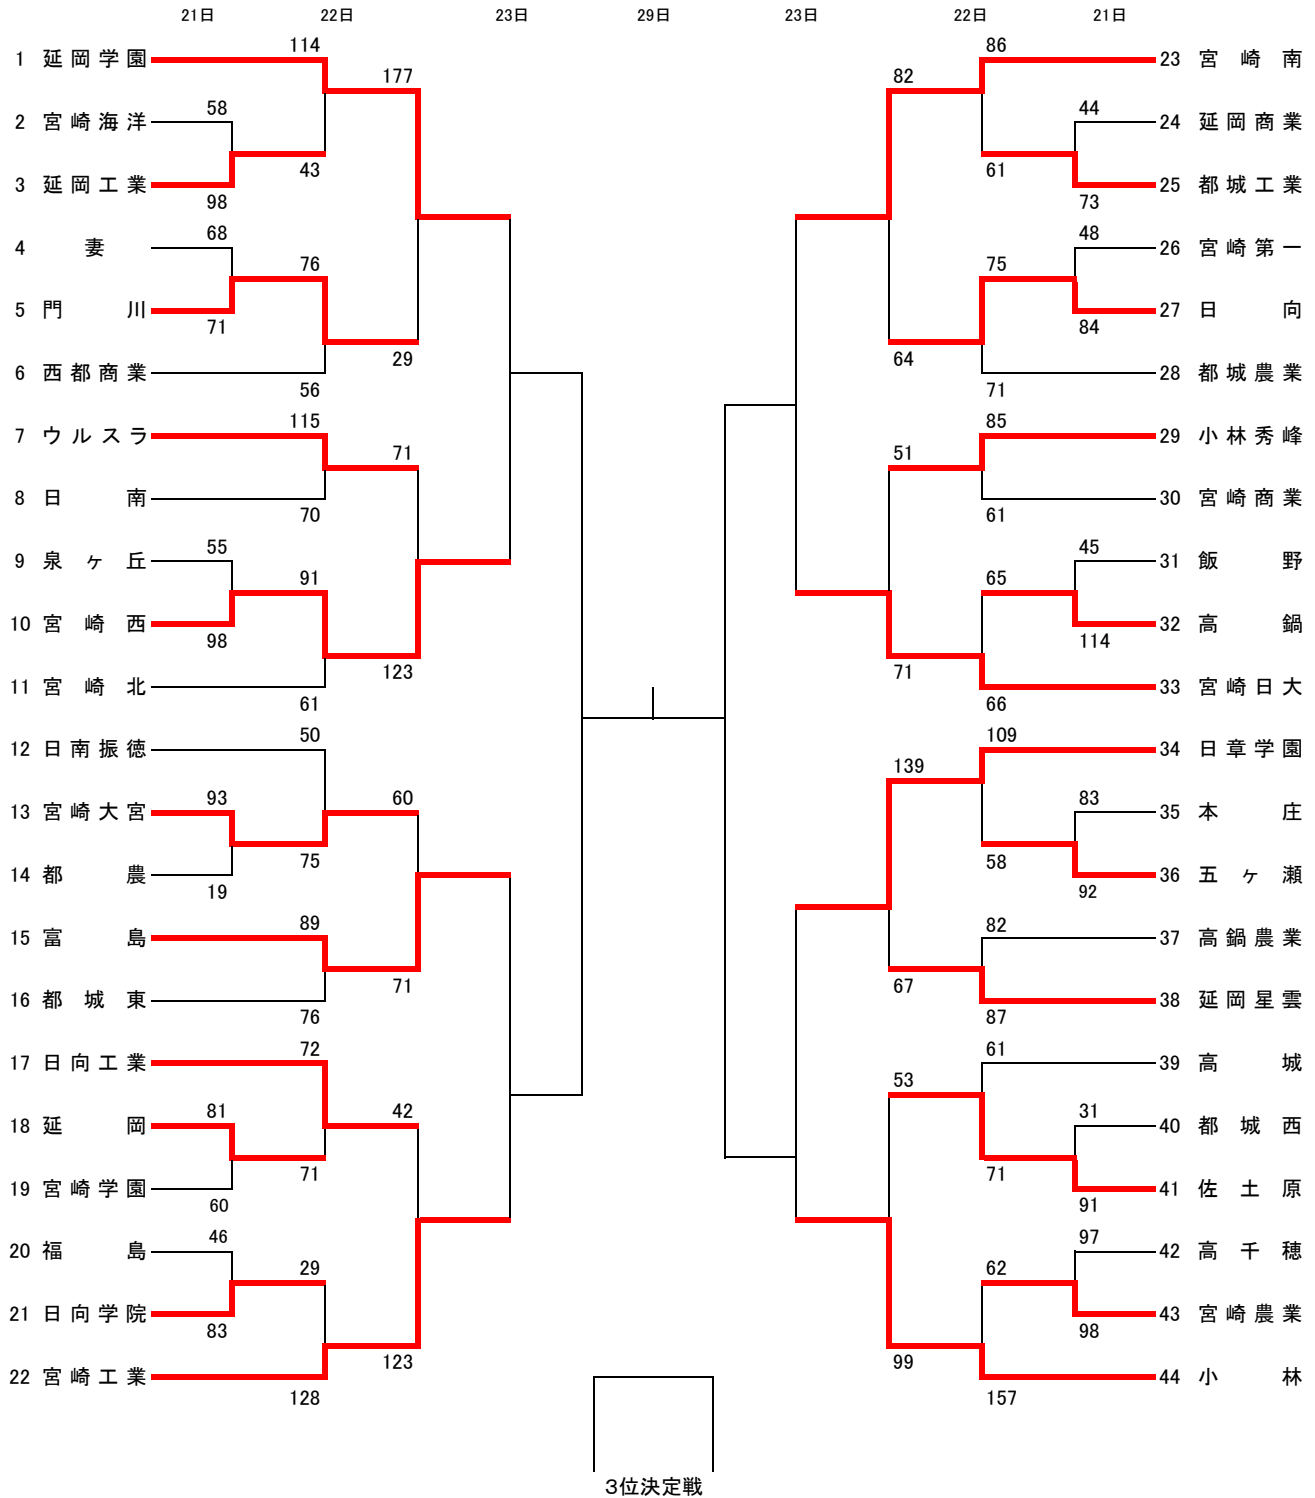 21日 22日 23日 29日 23日 22日 21日
114 86
1 延岡学園 23 宮崎南
177 82
58 44
2 宮崎海洋 24 延岡商業
43 61
3 延岡工業 25 都城工業
98 73
68 48
4 妻 26 宮崎第一
76 75
5 門川 27 日向
71 84
29 64
6 西都商業 28 都城農業
56 71
115 85
7 ウルスラ 29 小林秀峰
71 51
8 日南 30 宮崎商業
70 61
55 45
9 泉ヶ丘 31 飯野
91 65
10 宮崎西 32 高鍋
98 114
123 71
11 宮崎北 33 宮崎日大
61 66
50 109
12 日南振徳 34 日章学園
139
93 60 83
13 宮崎大宮 35 本庄
75 58
14 都農 36 五ヶ瀬
19 92
89 82
15 富島 37 高鍋農業
71 67
16 都城東 38 延岡星雲
76 87
72 61
17 日向工業 39 高城
53
81 42 31
18 延岡 40 都城西
71 71
19 宮崎学園 41 佐土原
60 91
46 97
20 福島 42 高千穂
29 62
21 日向学院 43 宮崎農業
83 98
123 99
22 宮崎工業 44 小林
128 157
3位決定戦